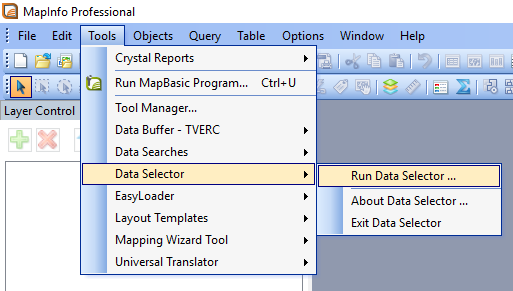 MapInfo Professional
File Edit Tools Objects Query Table Options Window Help
Crystal Reports
Run MapBasic Program... Ctrl+U
Layer Control
Tool Manager...
Data Buffer - TVERC
Data Searches
Data Selector
Run Data Selector ...
EasyLoader
About Data Selector ...
Layout Templates
Exit Data Selector
Mapping Wizard Tool
Universal Translator